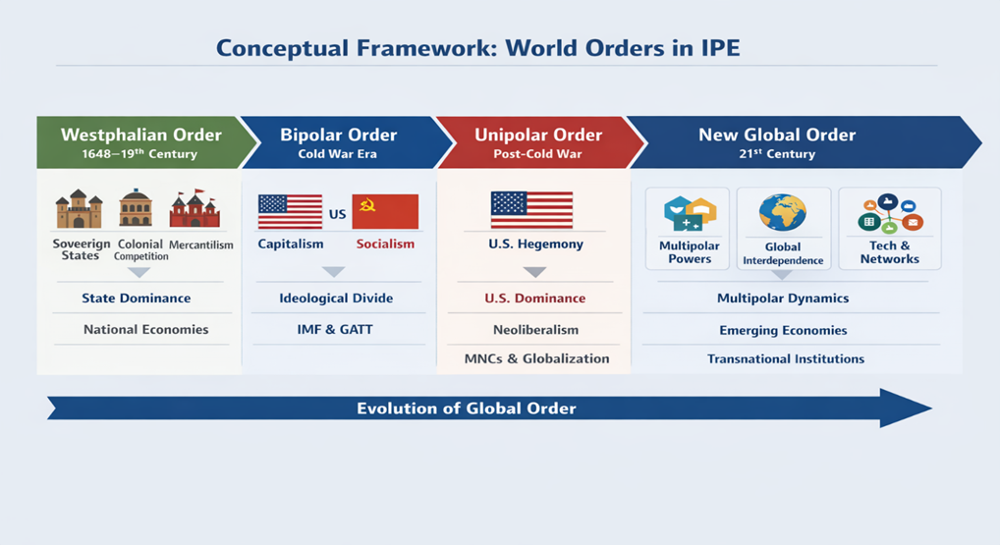 Conceptual Framework: World Orders in IPE
Westphalian Order
1648–19th Century
Bipolar Order
Cold War Era
Unipolar Order
Post-Cold War
New Global Order
21st Century
Soveerign
States
Colonial
Competition
Mercantilism
State Dominance
National Economies
US
Capitalism
Socialism
Ideological Divide
IMF & GATT
U.S. Hegemony
U.S. Dominance
Neoliberalism
MNCs & Globalization
Multipolar
Powers
Global
Interdependence
Tech &
Networks
Multipolar Dynamics
Emerging Economies
Transnational Institutions
Evolution of Global Order